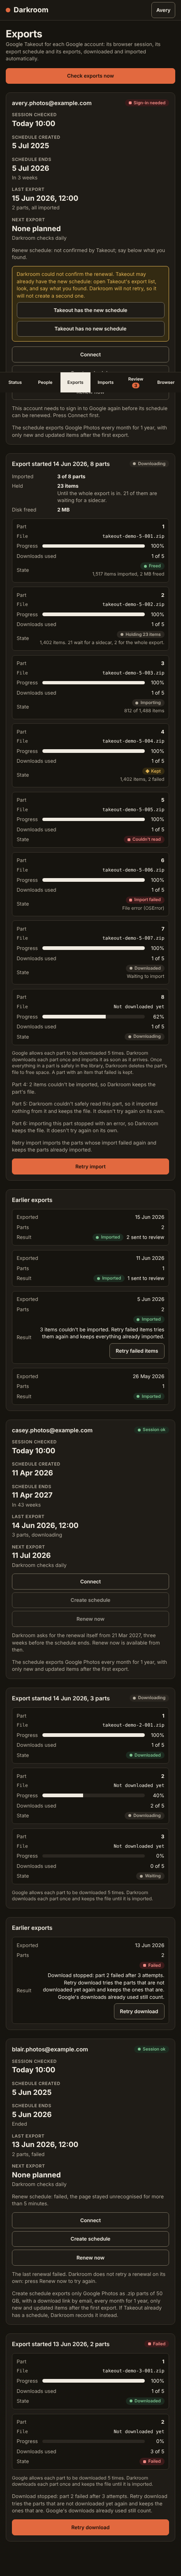 Darkroom
Avery
Exports
Google Takeout for each Google account: its browser session, its
export schedule and its exports, downloaded and imported
automatically.
Check exports now
avery.photos@example.com
Sign-in needed
SESSION CHECKED
Today 10:00
SCHEDULE CREATED
5 Jul 2025
SCHEDULE ENDS
5 Jul 2026
In 3 weeks
LAST EXPORT
15 Jun 2026, 12:00
2 parts, all imported
NEXT EXPORT
None planned
Darkroom checks daily
Renew schedule: not confirmed by Takeout, say below what you
found.
Darkroom could not confirm the renewal. Takeout may
already have the new schedule: open Takeout's export list,
look, and say what you found. Darkroom will not retry, so it
will not create a second one.
Takeout has the new schedule
Takeout has no new schedule
Connect
Status
People
Exports
Imports
Review
Browser
This account needs to sign in to Google again before its schedule
can be renewed. Press Connect first.
The schedule exports Google Photos every month for 1 year, with
only new and updated items after the first export.
Export started 14 Jun 2026, 8 parts
Downloading
Imported
3 of 8 parts
Held
23 items
Until the whole export is in. 21 of them are
waiting for a sidecar.
Disk freed
2 MB
Part
1
File
takeout-demo-5-001.zip
Progress
100%
Downloads used
1 of 5
State
Freed
1,517 items imported, 2 MB freed
Part
2
File
takeout-demo-5-002.zip
Progress
100%
Downloads used
1 of 5
State
Holding 23 items
1,402 items. 21 wait for a sidecar, 2 for the whole export.
Part
3
File
takeout-demo-5-003.zip
Progress
100%
Downloads used
1 of 5
State
Importing
812 of 1,488 items
Part
4
File
takeout-demo-5-004.zip
Progress
100%
Downloads used
1 of 5
State
Kept
1,402 items, 2 failed
Part
5
File
takeout-demo-5-005.zip
Progress
100%
Downloads used
1 of 5
State
Couldn't read
Part
6
File
takeout-demo-5-006.zip
Progress
100%
Downloads used
1 of 5
State
Import failed
File error (OSError)
Part
7
File
takeout-demo-5-007.zip
Progress
100%
Downloads used
1 of 5
State
Downloaded
Waiting to import
Part
8
File
Not downloaded yet
Progress
62%
Downloads used
1 of 5
State
Downloading
Google allows each part to be downloaded 5 times. Darkroom
downloads each part once and imports it as soon as it arrives. Once
everything in a part is safely in the library, Darkroom deletes the part's
file to free space. A part with an item that failed is kept.
Part 4: 2 items couldn't be imported, so Darkroom keeps the
part's file.
Part 5: Darkroom couldn't safely read this part, so it imported
nothing from it and keeps the file. It doesn't try again on its own.
Part 6: importing this part stopped with an error, so Darkroom
keeps the file. It doesn't try again on its own.
Retry import imports the parts whose import failed again and
keeps the parts already imported.
Retry import
Earlier exports
Exported
15 Jun 2026
Parts
2
Result
Imported
2 sent to review
Exported
11 Jun 2026
Parts
1
Result
Imported
1 sent to review
Exported
5 Jun 2026
Parts
2
Imported
Result
3 items couldn't be imported. Retry failed items tries
them again and keeps everything already imported.
Retry failed items
Exported
26 May 2026
Parts
1
Result
Imported
casey.photos@example.com
Session ok
SESSION CHECKED
Today 10:00
SCHEDULE CREATED
11 Apr 2026
SCHEDULE ENDS
11 Apr 2027
In 43 weeks
LAST EXPORT
14 Jun 2026, 12:00
3 parts, downloading
NEXT EXPORT
11 Jul 2026
Darkroom checks daily
Connect
Create schedule
Renew now
Darkroom asks for the renewal itself from 21 Mar 2027, three
weeks before the schedule ends. Renew now is available from
then.
The schedule exports Google Photos every month for 1 year, with
only new and updated items after the first export.
Export started 14 Jun 2026, 3 parts
Downloading
Part
1
File
takeout-demo-2-001.zip
Progress
100%
Downloads used
1 of 5
State
Downloaded
Part
2
File
Not downloaded yet
Progress
40%
Downloads used
2 of 5
State
Downloading
Part
3
File
Not downloaded yet
Progress
0%
Downloads used
0 of 5
State
Waiting
Google allows each part to be downloaded 5 times. Darkroom
downloads each part once and keeps the file until it is imported.
Earlier exports
Exported
13 Jun 2026
Parts
2
Failed
Result
Download stopped: part 2 failed after 3 attempts.
Retry download tries the parts that are not
downloaded yet again and keeps the ones that are.
Google's downloads already used still count.
Retry download
blair.photos@example.com
Session ok
SESSION CHECKED
Today 10:00
SCHEDULE CREATED
5 Jun 2025
SCHEDULE ENDS
5 Jun 2026
Ended
LAST EXPORT
13 Jun 2026, 12:00
2 parts, failed
NEXT EXPORT
None planned
Darkroom checks daily
Renew schedule: failed, the page stayed unrecognised for more
than 5 minutes.
Connect
Create schedule
Renew now
The last renewal failed. Darkroom does not retry a renewal on its
own: press Renew now to try again.
Create schedule exports only Google Photos as .zip parts of 50
GB, with a download link by email, every month for 1 year, only
new and updated items after the first export. If Takeout already
has a schedule, Darkroom records it instead.
Export started 13 Jun 2026, 2 parts
Failed
Part
1
File
takeout-demo-3-001.zip
Progress
100%
Downloads used
1 of 5
State
Downloaded
Part
2
File
Not downloaded yet
Progress
0%
Downloads used
3 of 5
State
Failed
Google allows each part to be downloaded 5 times. Darkroom
downloads each part once and keeps the file until it is imported.
Download stopped: part 2 failed after 3 attempts. Retry download
tries the parts that are not downloaded yet again and keeps the
ones that are. Google's downloads already used still count.
Retry download